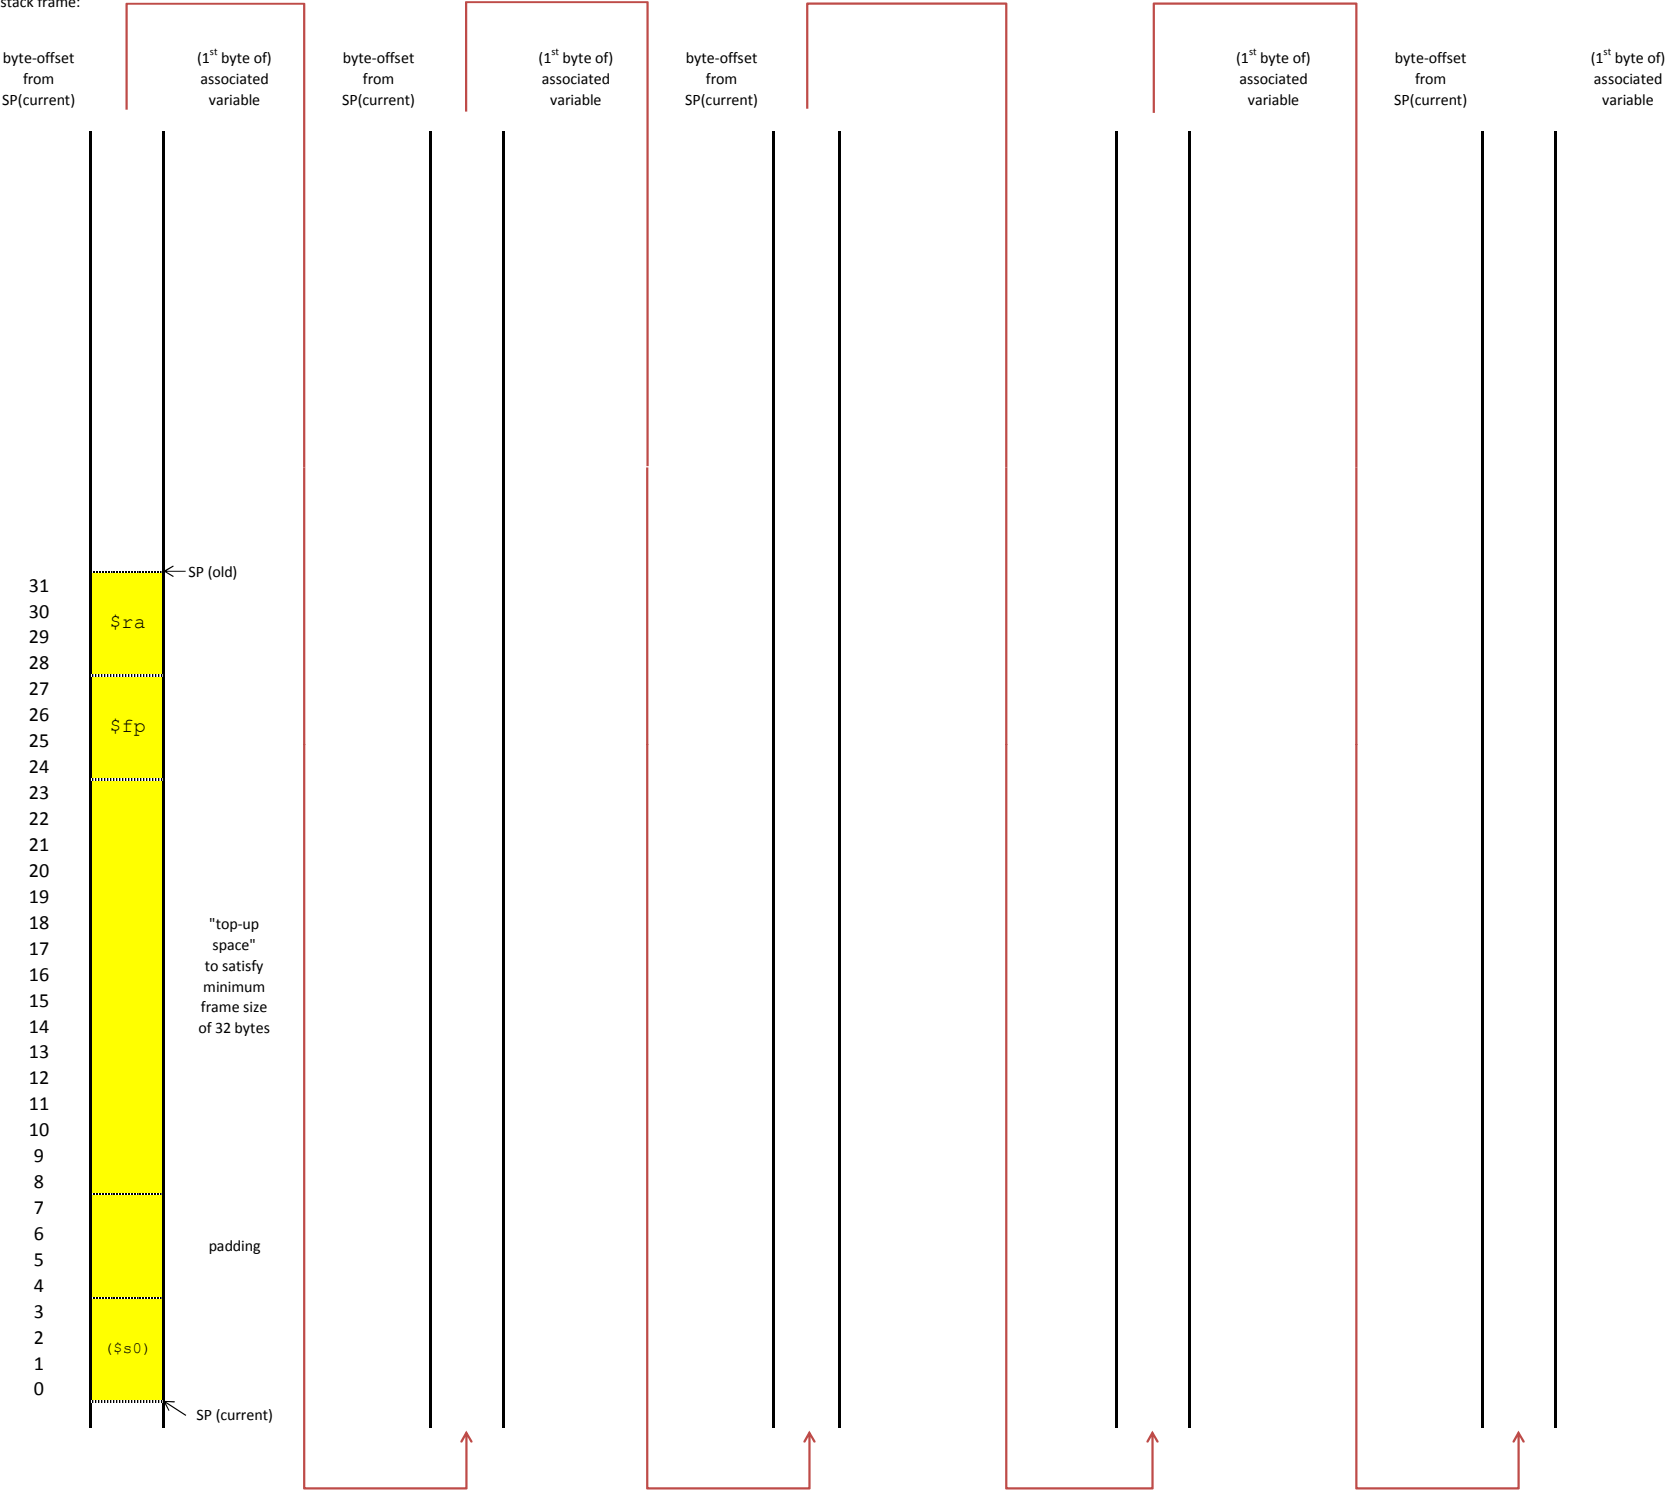 stack frame:
byte-offset
from
SP(current)
(1st byte of)
associated
variable
byte-offset
from
SP(current)
(1st byte of)
associated
variable
byte-offset
from
SP(current)
(1st byte of)
associated
variable
byte-offset
from
SP(current)
(1st byte of)
associated
variable
SP (old)
31
30
$ra
29
28
27
26
$fp
25
24
23
22
21
20
19
18
17
16
15
14
13
12
11
10
9
8
"top-up
space"
to satisfy
minimum
frame size
of 32 bytes
7
6
padding
5
4
3
2
($s0)
1
0
SP (current)